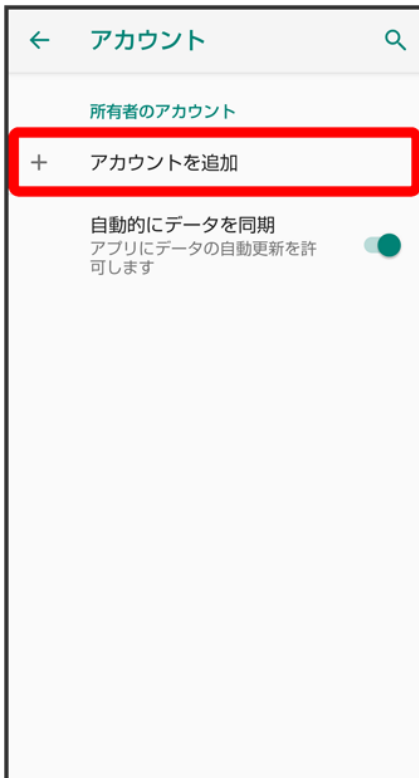 アカウント
所有者のアカウント
アカウントを追加
自動的にデータを同期
アプリにデータの自動更新を許
可します